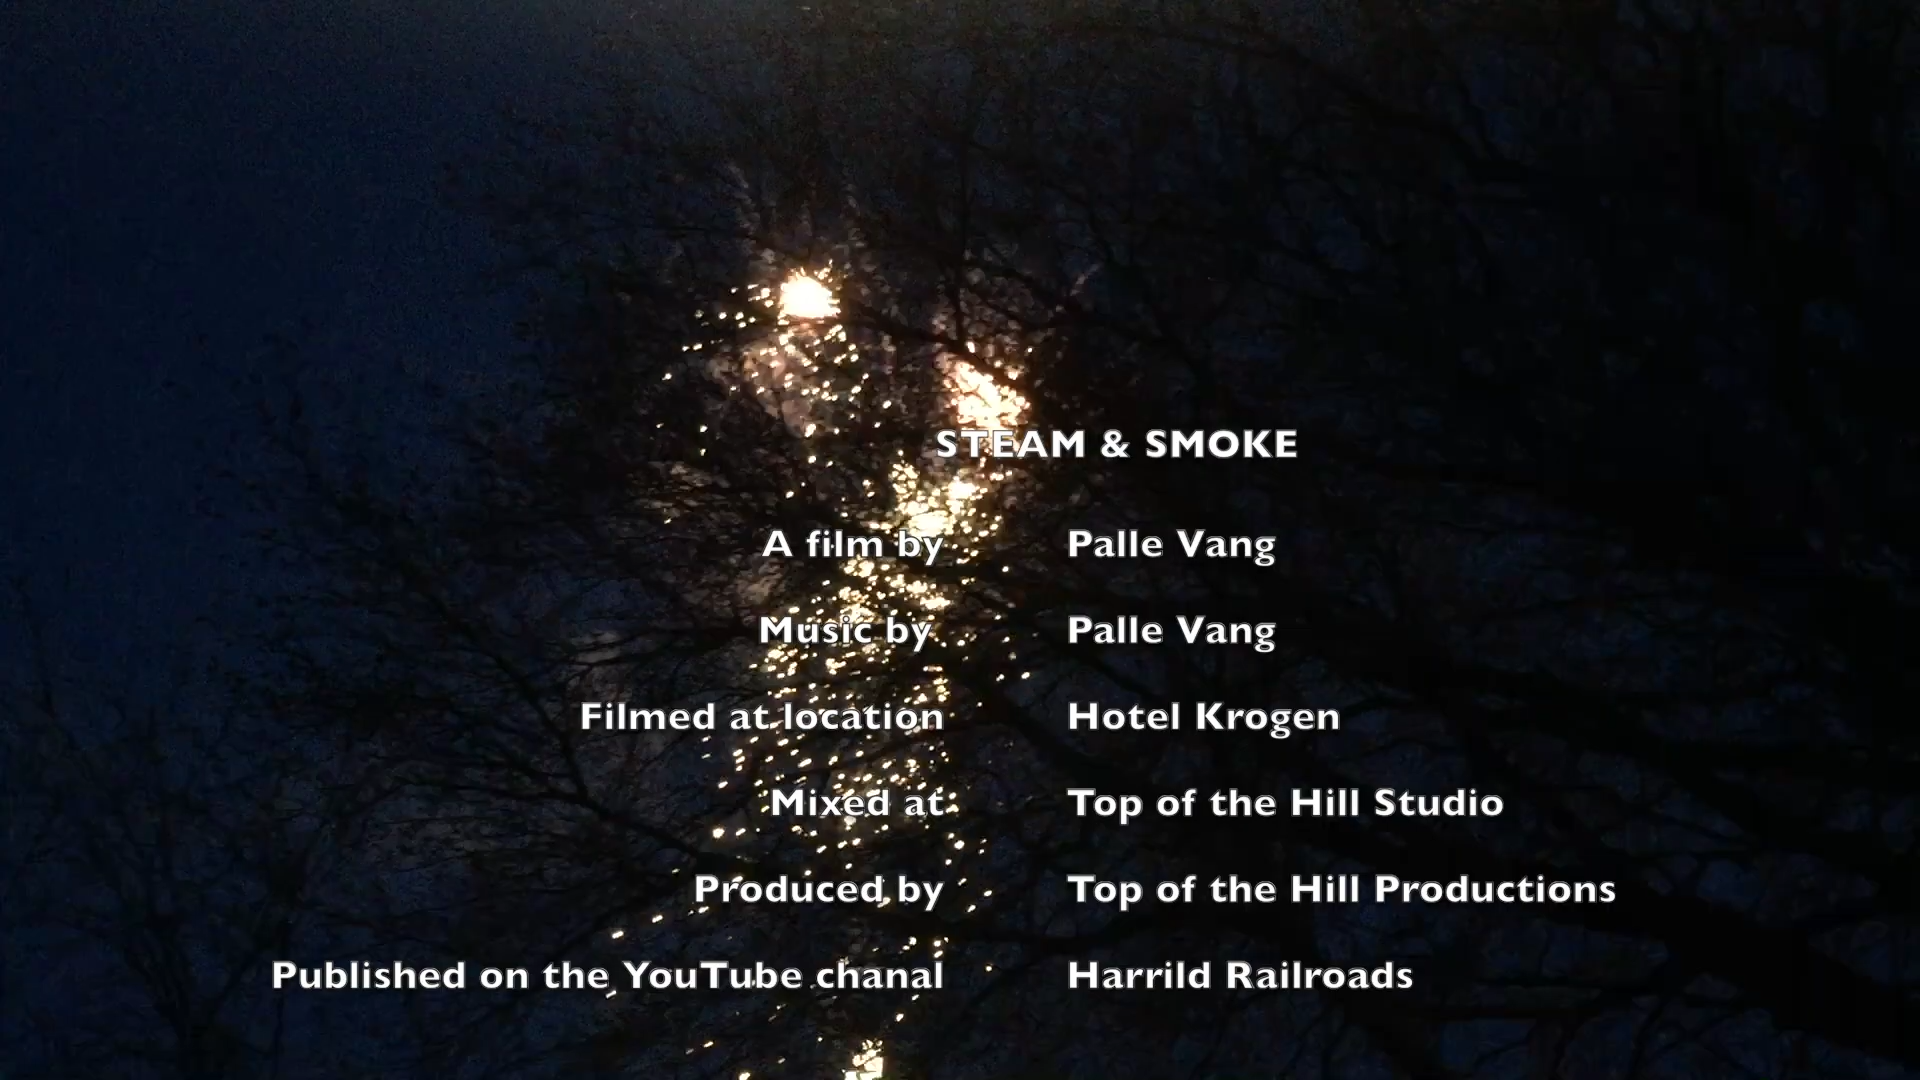 STEAM & SMOKE
A film by Palle Vang
Music by Palle Vang
Filmed at location Hotel Krogen
Mixed at Top of the Hill Studio
Produced by Top of the Hill Productions
Published on the YouTube chanal Harrild Railroads